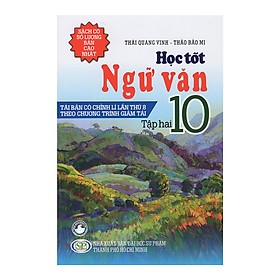 SÁCH CÓ
SỐ LƯỢNG
BÁN
CAO
NHẤT
THÁI QUANG VINH - THẢO BẢO MI
Học tốt
Ngữ văn
10
TÁI BẢN CÓ CHỈNH LÍ LẦN THỨ 8
THEO CHƯƠNG TRÌNH GIẢM TẢI
Tập hai
NHÀ XUẤT BẢN ĐẠI HỌC SƯ PHẠM
THÀNH PHỐ HỒ CHÍ MINH